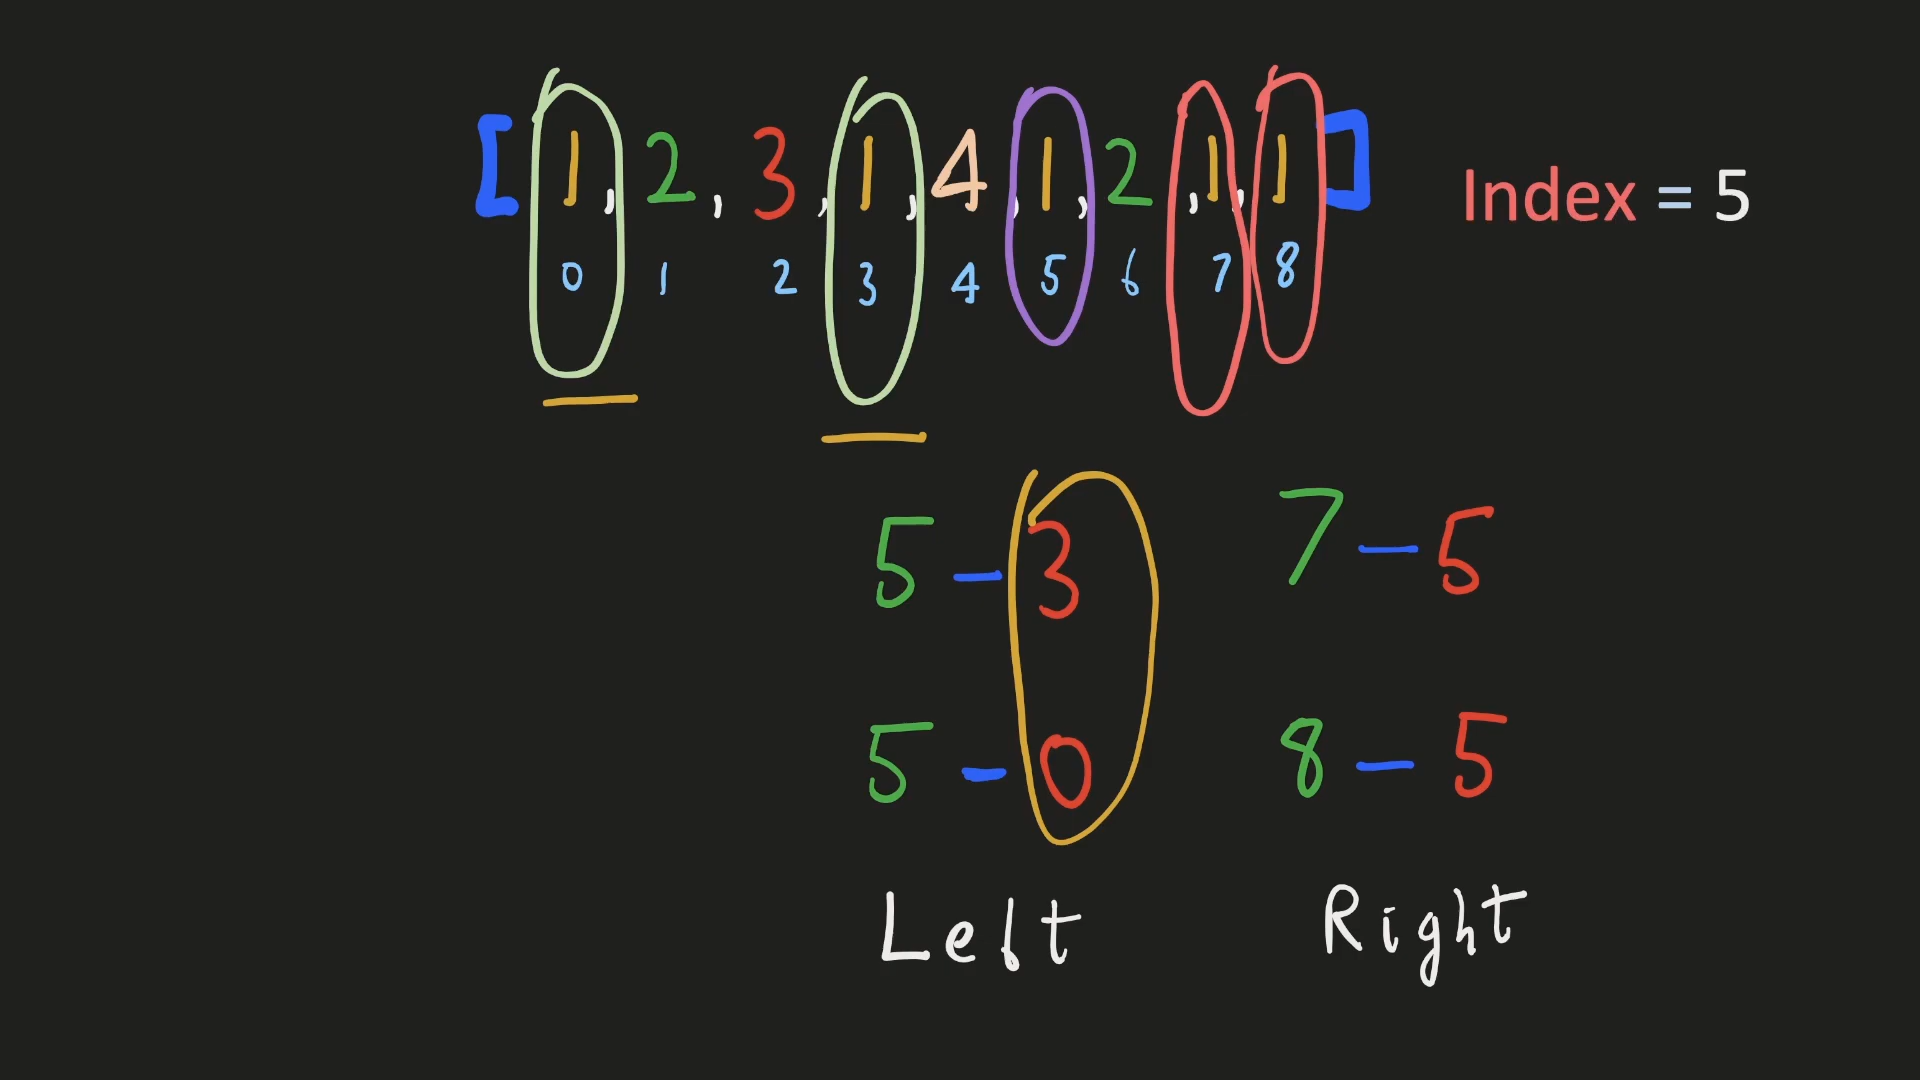 [1,2,3,1,4,1,2,1,1] Index = 5
0 1 2 3 4 5 6 7 8
5-3 7-5
5-0 8-5
Left Right